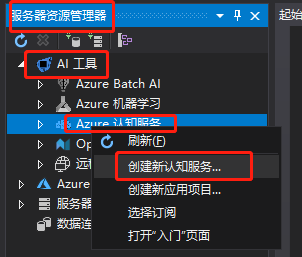 服务器资源管理器
起始
AI 工具
Azure Batch AI
Azure 机器学习
Azure 认知服务
Op
远
Azure
服务器
数据连
刷新(F)
创建新认知服务...
创建新应用项目...
选择订阅
打开“入门”页面